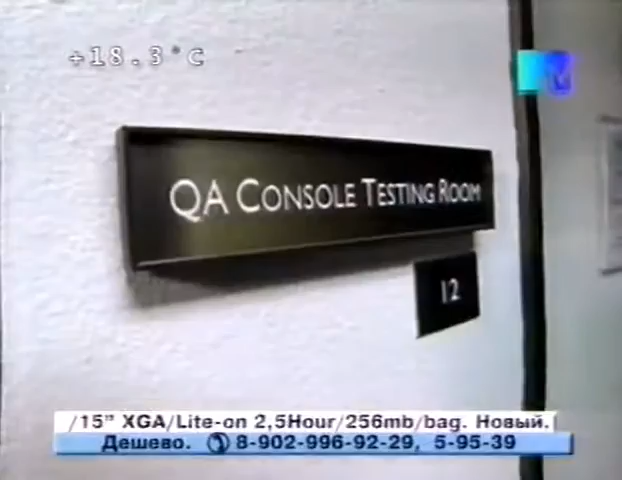 +18.3°C
QA CONSOLE TESTING ROOM
12
/15" XGA/Lite-on 2,5Hour/256mb/bag. Новый.
Дешево. 8-902-996-92-29, 5-95-39